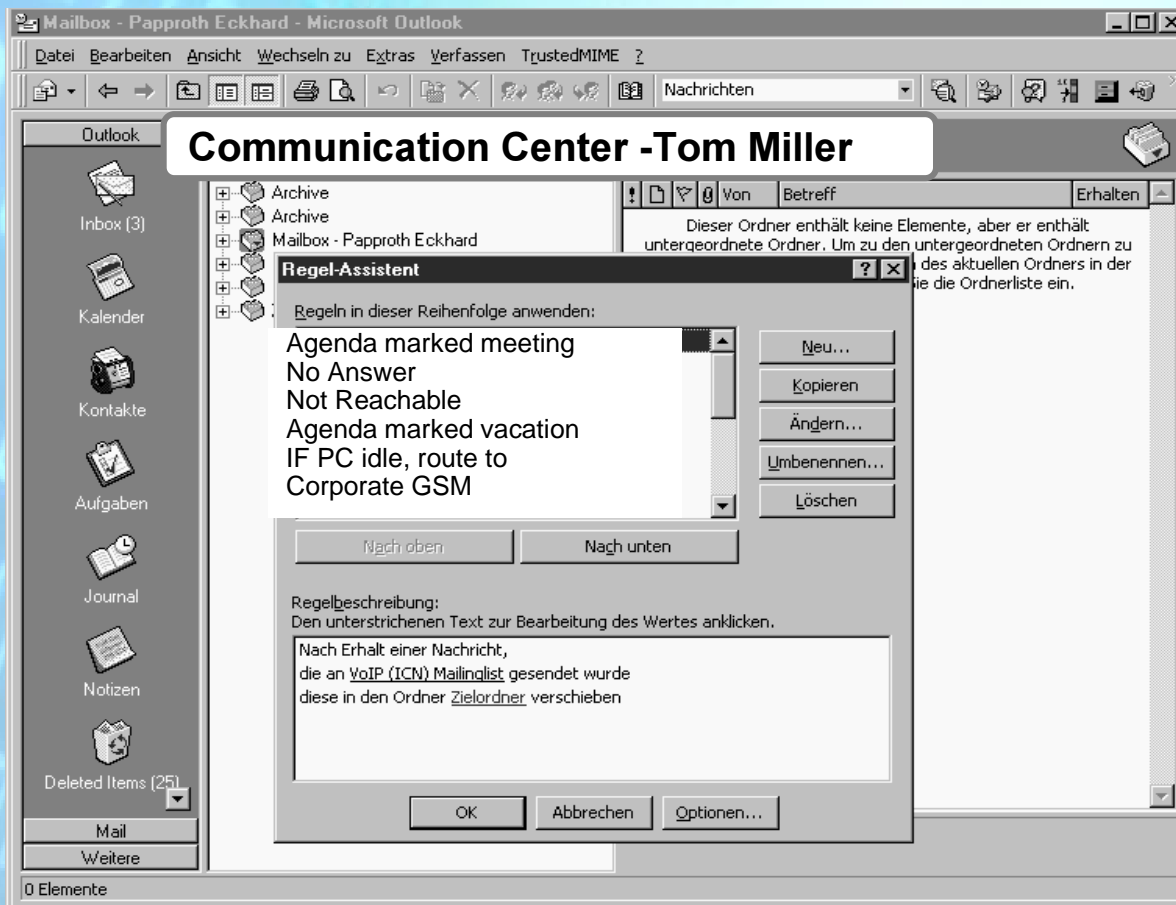 Mailbox - Papproth Eckhard - Microsoft Outlook
Datei Bearbeiten Ansicht Wechseln zu Extras Verfassen TrustedMIME ?
Nachrichten
Outlook
Communication Center -Tom Miller
Inbox (3)
Kalender
Kontakte
Aufgaben
Journal
Notizen
Deleted Items (25)
Mail
Weitere
Archive
Archive
Mailbox - Papproth Eckhard
Von Betreff Erhalten
Dieser Ordner enthält keine Elemente, aber er enthält
untergeordnete Ordner. Um zu den untergeordneten Ordnern zu
des aktuellen Ordners in der
die Ordnerliste ein.
Regel-Assistent
Regeln in dieser Reihenfolge anwenden:
Agenda marked meeting
No Answer
Not Reachable
Agenda marked vacation
IF PC idle, route to
Corporate GSM
Neu...
Kopieren
Ändern...
Umbenennen...
Löschen
Nach oben Nach unten
Regelbeschreibung:
Den unterstrichenen Text zur Bearbeitung des Wertes anklicken.
Nach Erhalt einer Nachricht,
die an VoIP (ICN) Mailinglist gesendet wurde
diese in den Ordner Zielordner verschieben
OK Abbrechen Optionen...
0 Elemente